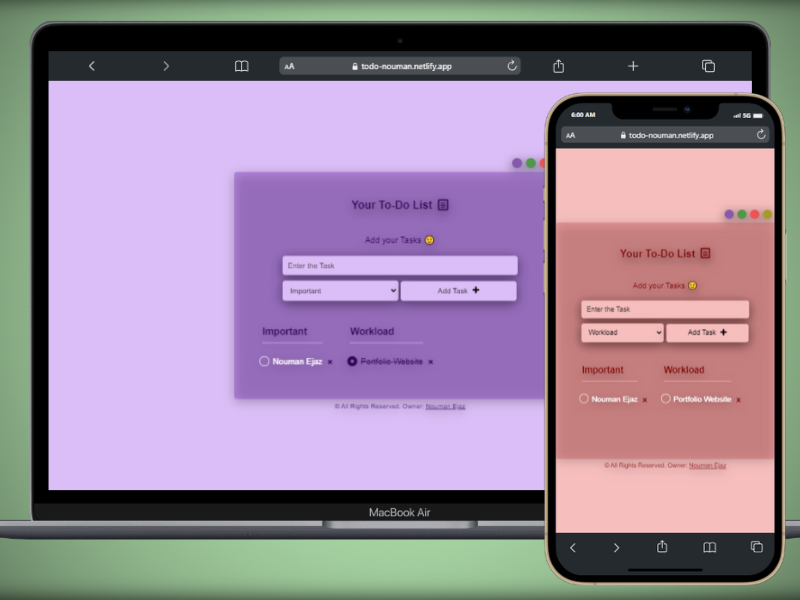 AA todo-nouman.netlify.app
Your To-Do List
Add your Tasks
Enter the Task
Important Add Task
Important Workload
Nouman Ejaz × Portfolio Website ×
© All Rights Reserved. Owner: Nouman Ejaz
MacBook Air
6:00 AM 5G
AA todo-nouman.netlify.app
Your To-Do List
Add your Tasks
Enter the Task
Workload Add Task
Important Workload
Nouman Ejaz × Portfolio Website ×
© All Rights Reserved. Owner: Nouman Ejaz